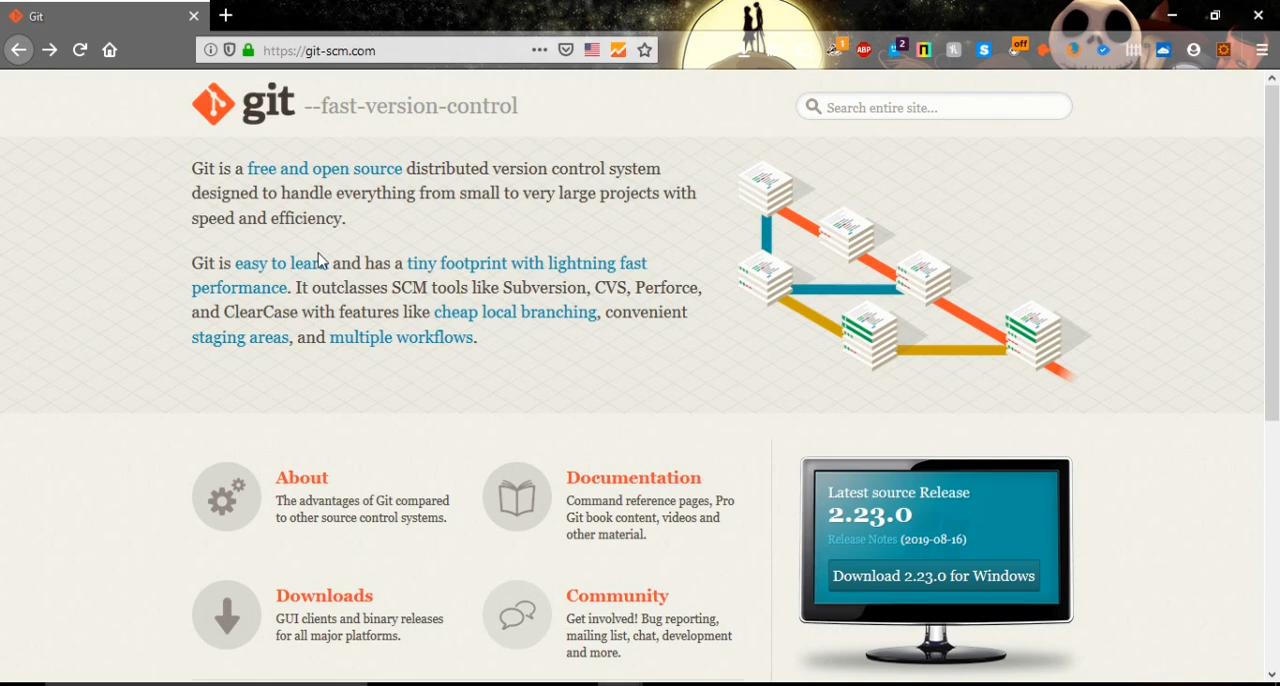 Git
https://git-scm.com
1
ABP
2
off
git --fast-version-control
Search entire site...
Git is a free and open source distributed version control system
designed to handle everything from small to very large projects with
speed and efficiency.
Git is easy to learn and has a tiny footprint with lightning fast
performance. It outclasses SCM tools like Subversion, CVS, Perforce,
and ClearCase with features like cheap local branching, convenient
staging areas, and multiple workflows.
About
The advantages of Git compared
to other source control systems.
Documentation
Command reference pages, Pro
Git book content, videos and
other material.
Downloads
GUI clients and binary releases
for all major platforms.
Community
Get involved! Bug reporting,
mailing list, chat, development
and more.
Latest source Release
2.23.0
Release Notes (2019-08-16)
Download 2.23.0 for Windows